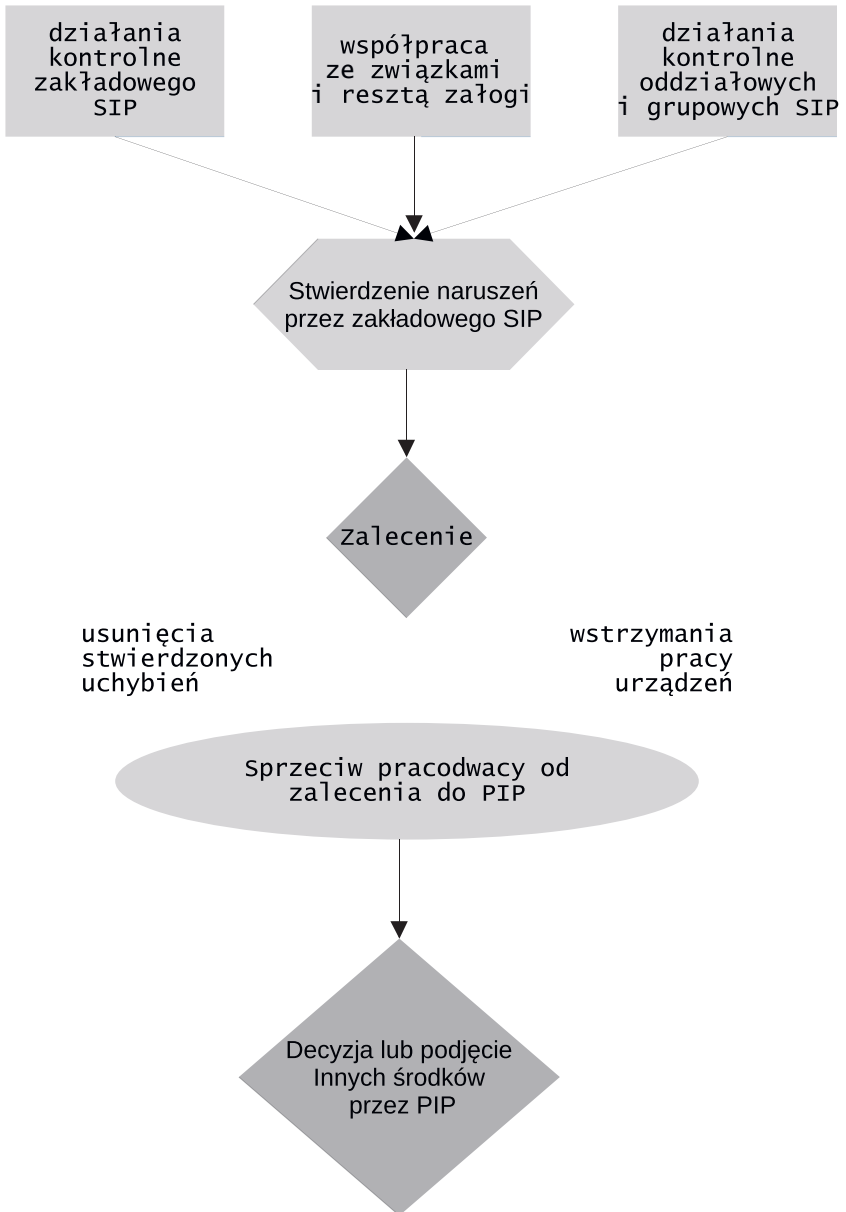 działania
kontrolne
zakładowego
SIP
współpraca
ze związkami
i resztą załogi
działania
kontrolne
oddziałowych
i grupowych SIP
Stwierdzenie naruszeń
przez zakładowego SIP
Zalecenie
usunięcia
stwierdzonych
uchybień
wstrzymania
pracy
urządzeń
Sprzeciw pracodwacy od
zalecenia do PIP
Decyzja lub podjęcie
Innych środków
przez PIP